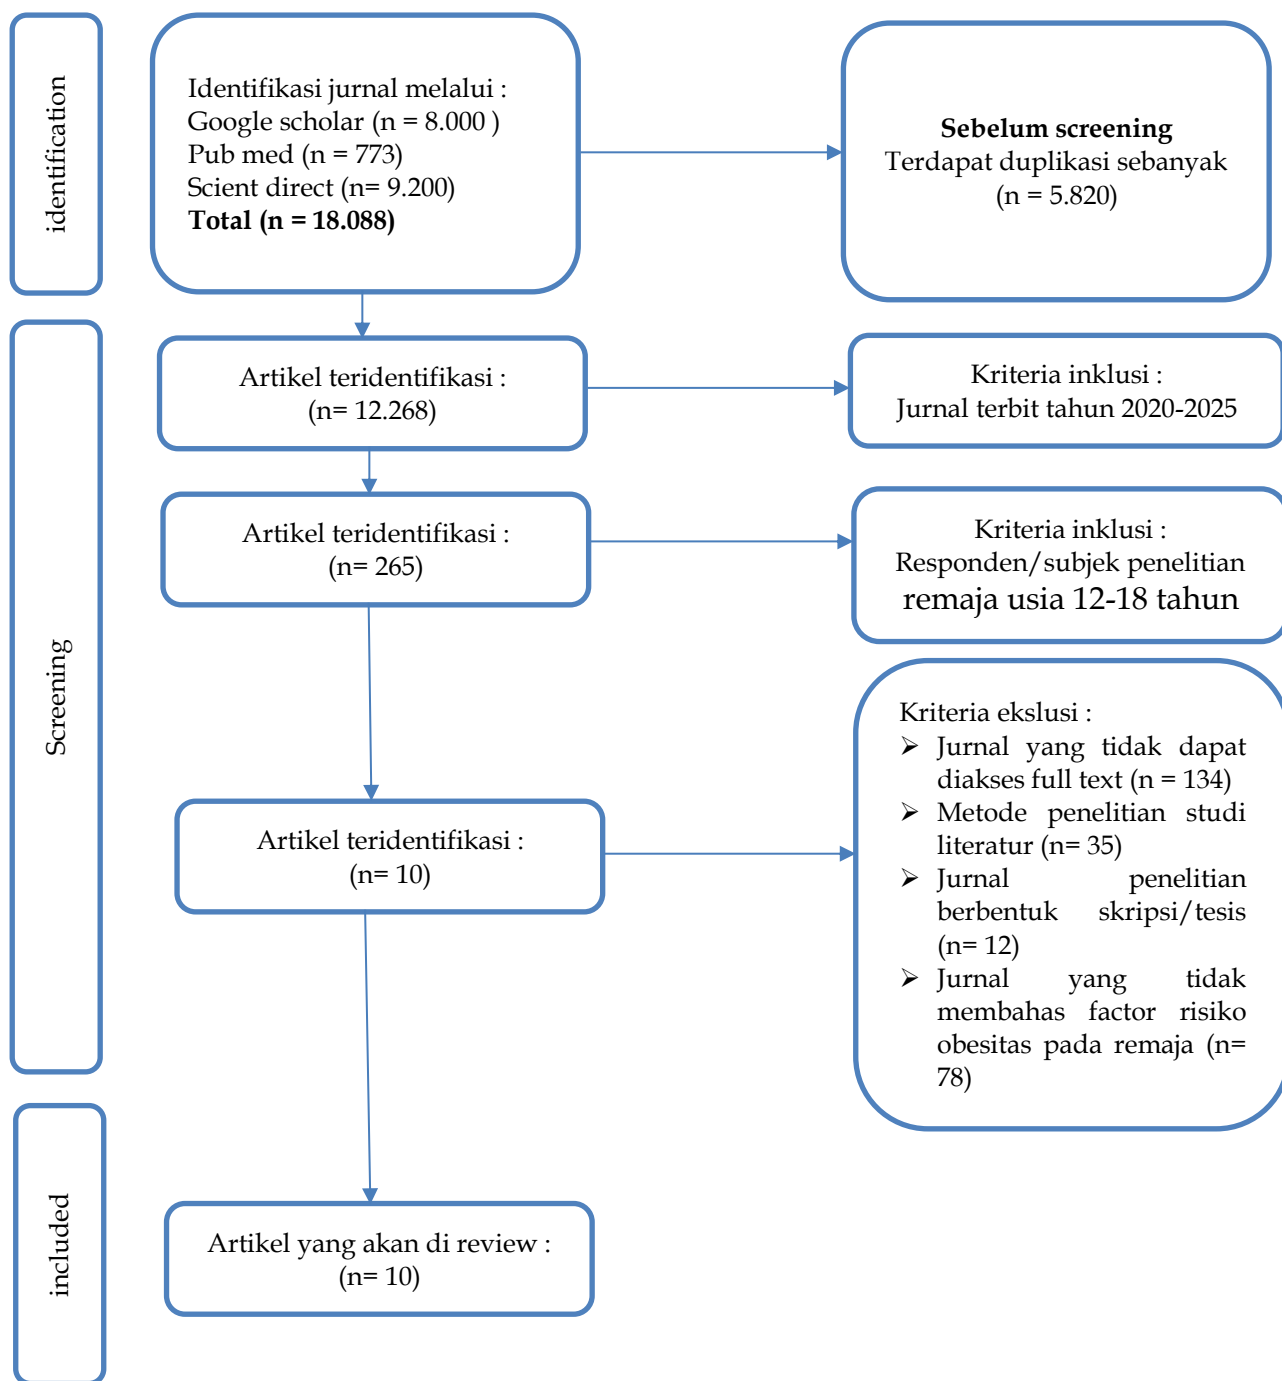 identification
Identifikasi jurnal melalui :
Google scholar (n = 8.000 )
Pub med (n = 773)
Scient direct (n= 9.200)
Total (n = 18.088)
Sebelum screening
Terdapat duplikasi sebanyak
(n = 5.820)
Screening
Artikel teridentifikasi :
(n= 12.268)
Kriteria inklusi :
Jurnal terbit tahun 2020-2025
Artikel teridentifikasi :
(n= 265)
Kriteria inklusi :
Responden/subjek penelitian
remaja usia 12-18 tahun
Artikel teridentifikasi :
(n= 10)
Kriteria ekslusi :
➢ Jurnal yang tidak dapat
diakses full text (n = 134)
➢ Metode penelitian studi
literatur (n= 35)
➢ Jurnal penelitian
berbentuk skripsi/tesis
(n= 12)
➢ Jurnal yang tidak
membahas factor risiko
obesitas pada remaja (n=
78)
included
Artikel yang akan di review :
(n= 10)